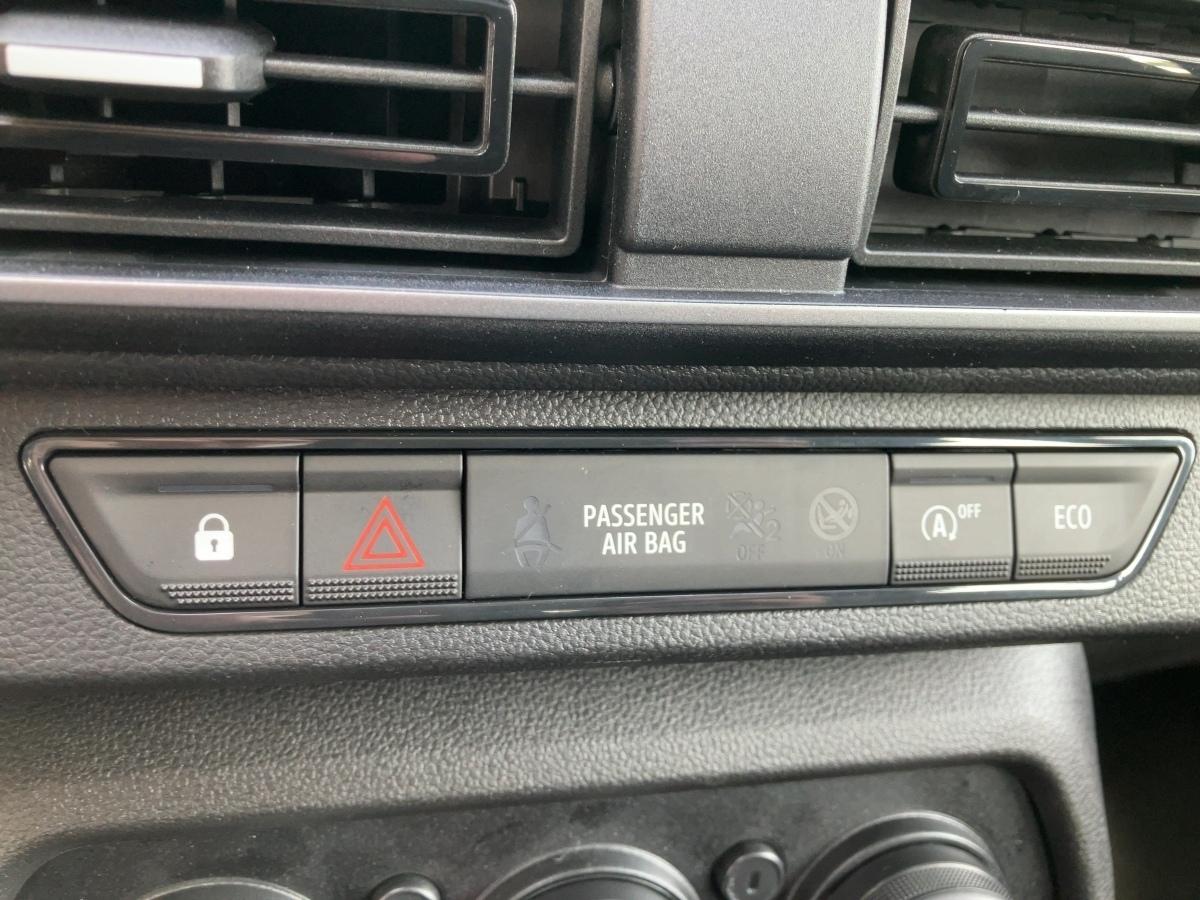 PASSENGER
AIR BAG
OFF
ON
A OFF
ECO